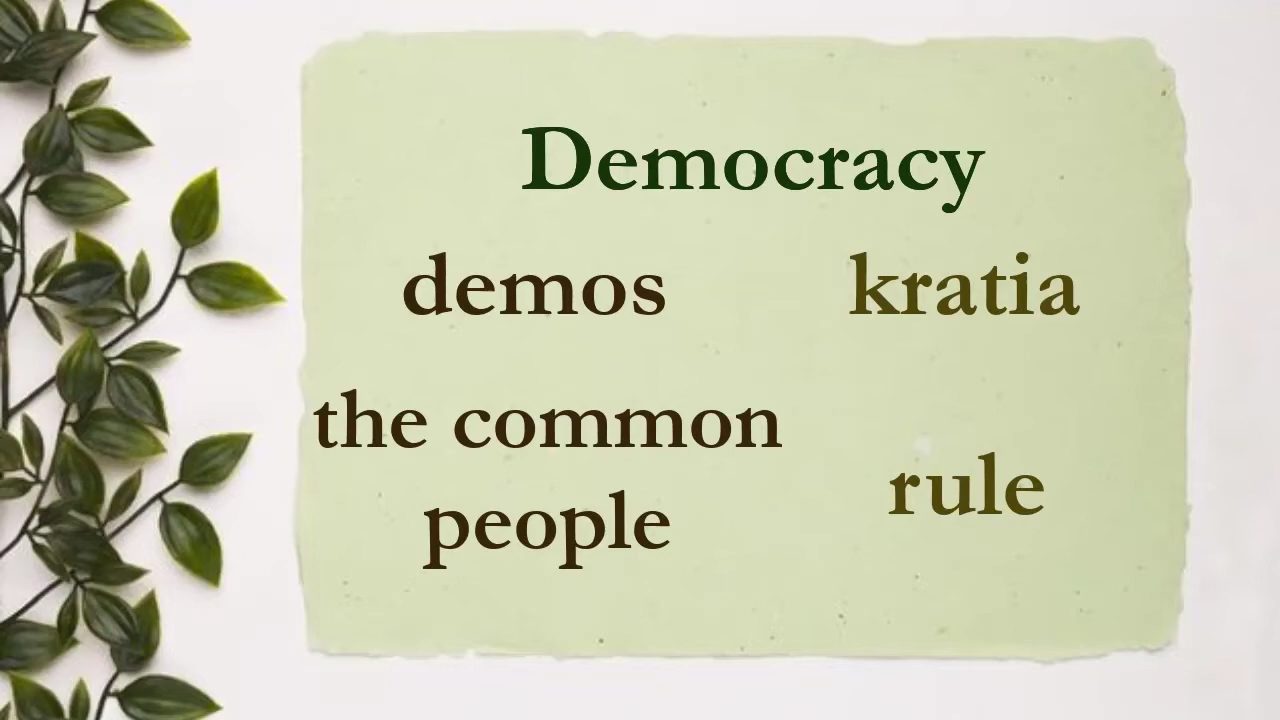 Democracy
demos kratia
the common
people
rule